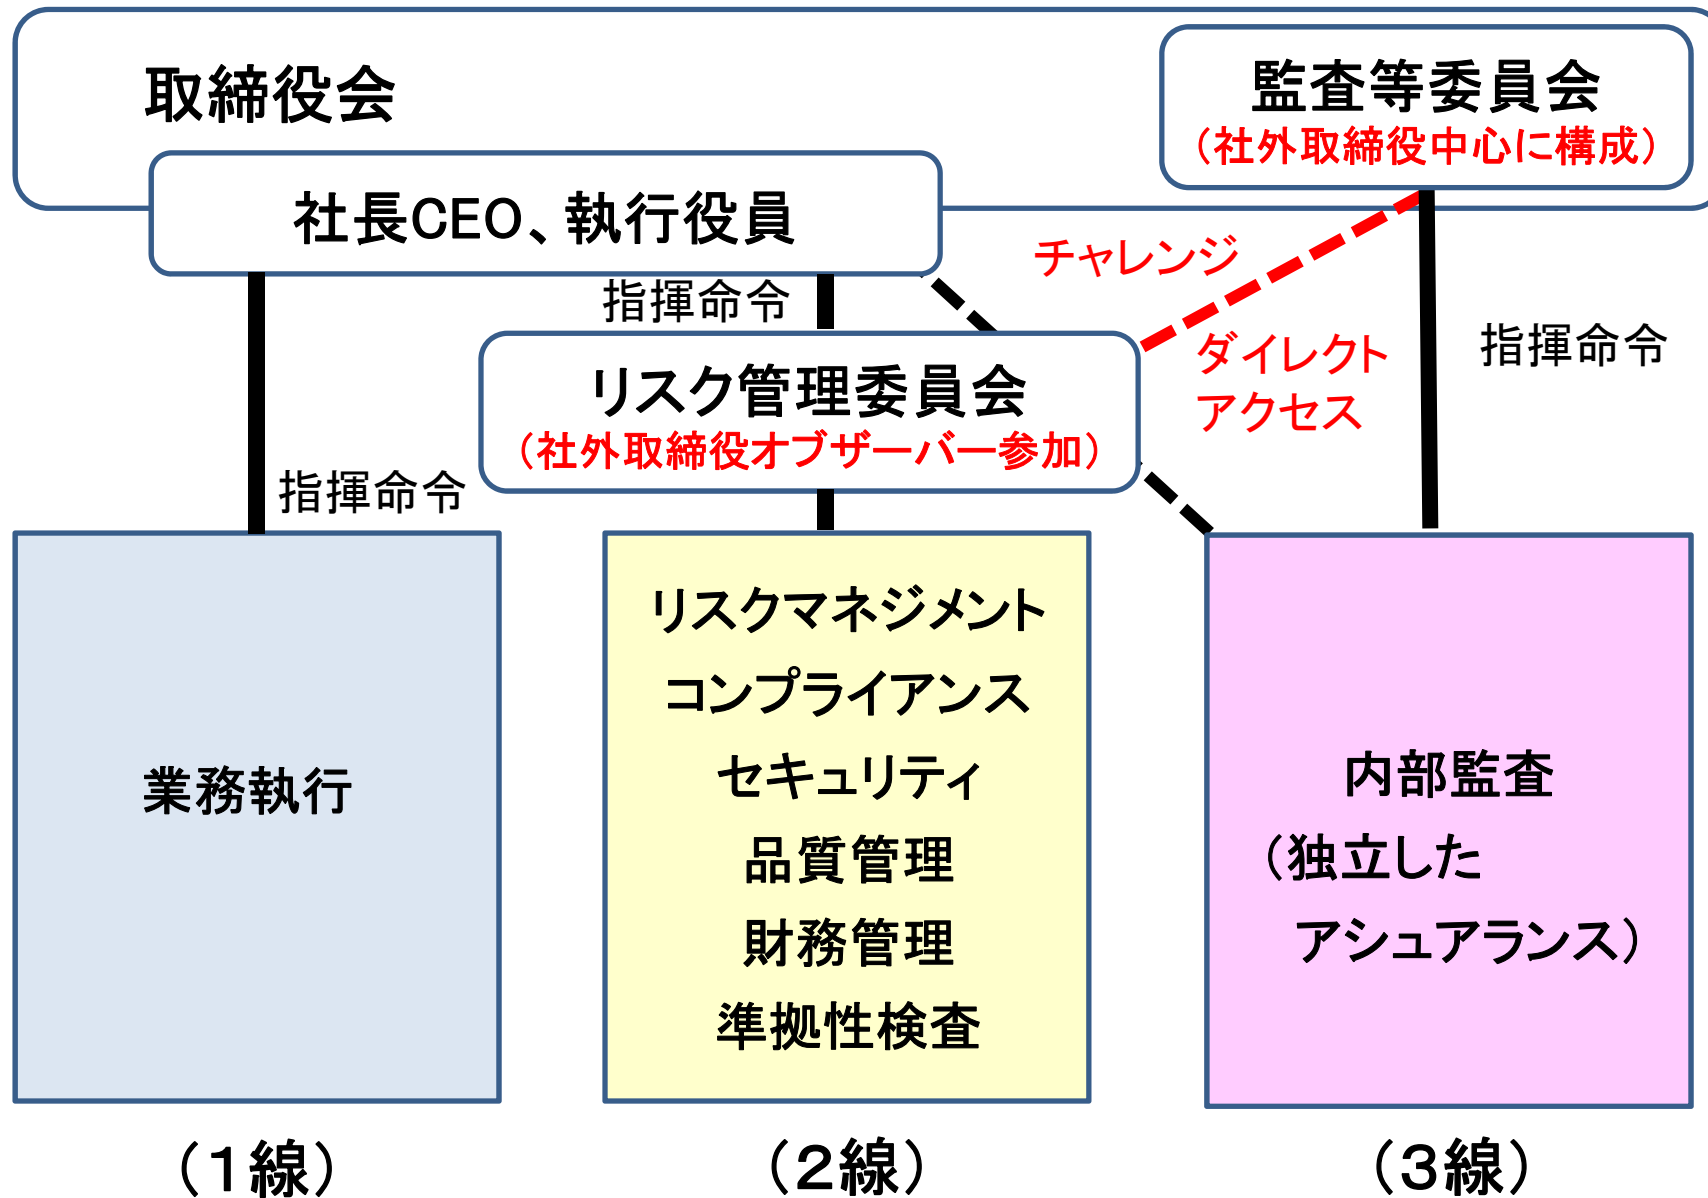 取締役会
監査等委員会
（社外取締役中心に構成）
社長CEO、執行役員
チャレンジ
指揮命令
ダイレクト
アクセス
指揮命令
リスク管理委員会
（社外取締役オブザーバー参加）
指揮命令
業務執行
リスクマネジメント
コンプライアンス
セキュリティ
品質管理
財務管理
準拠性検査
内部監査
（独立した
アシュアランス）
（１線）
（２線）
（３線）